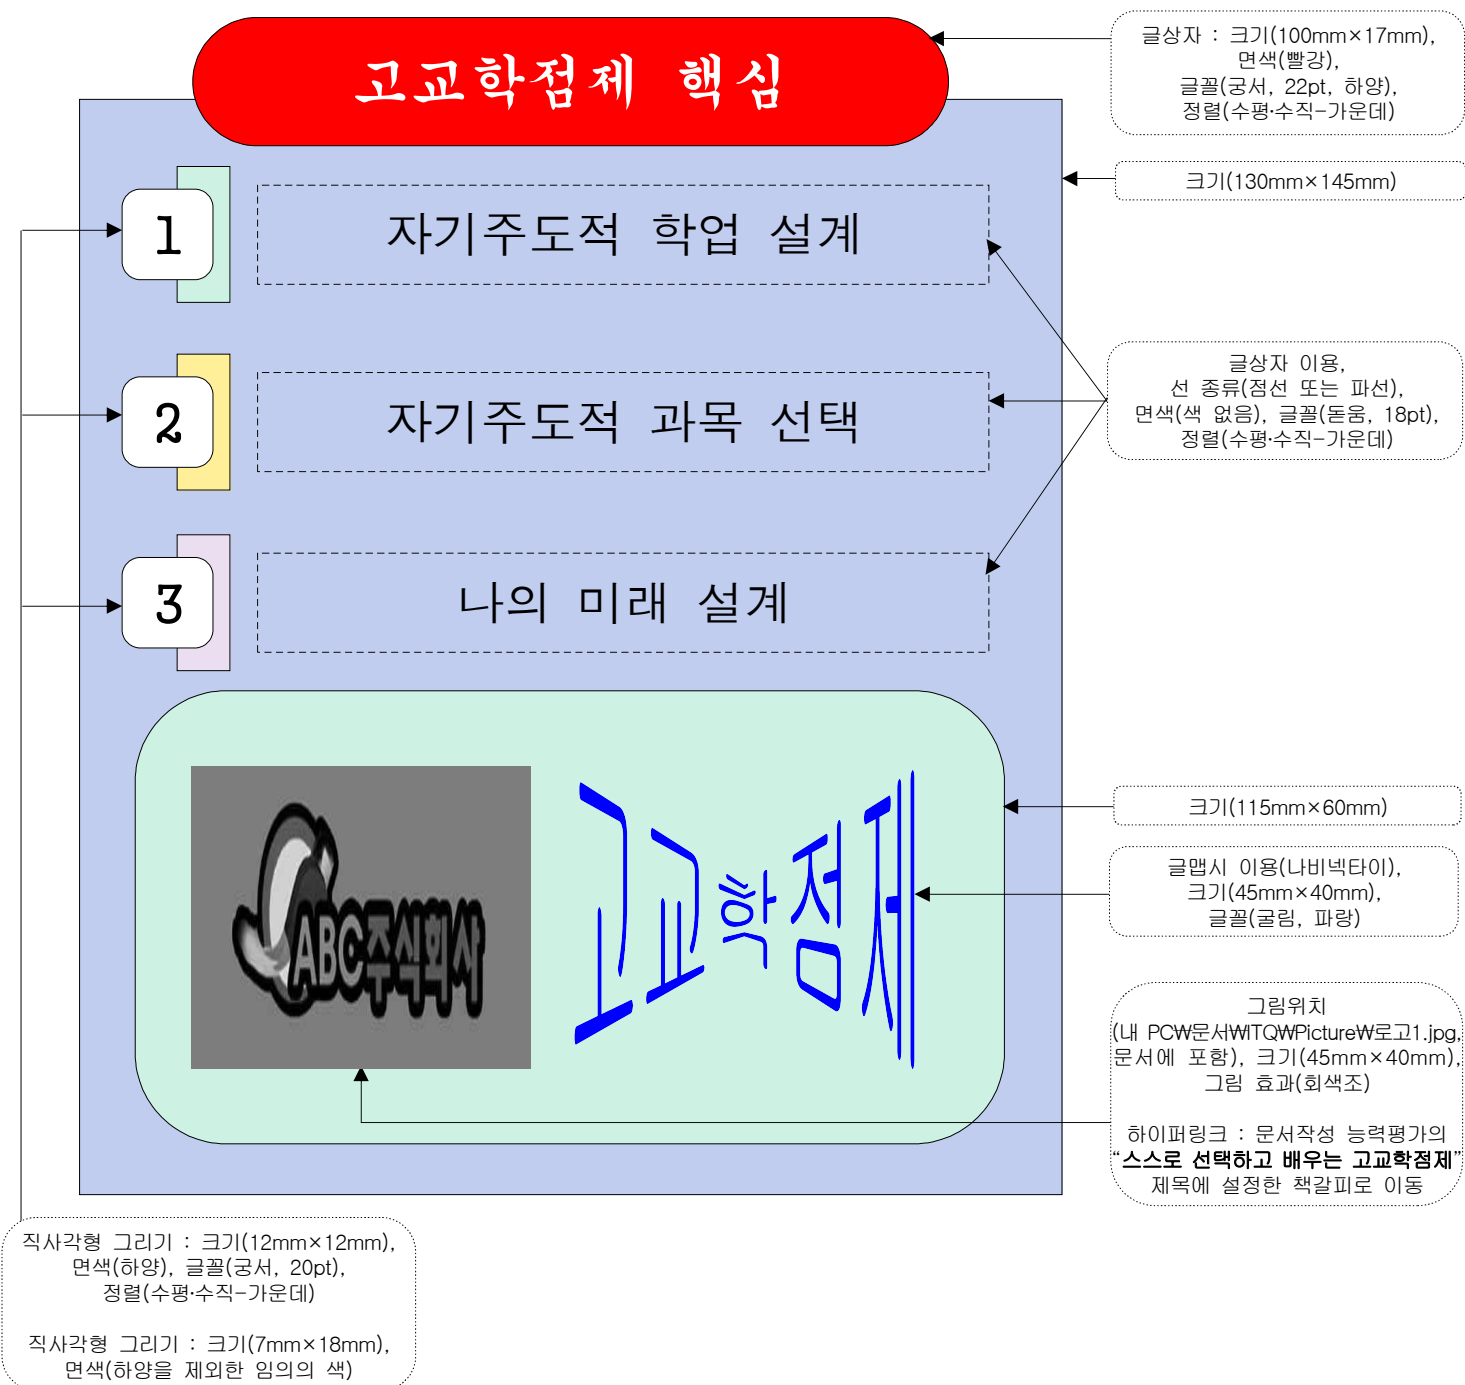 고교학점제 핵심
글상자 : 크기(100mm×17mm),
면색(빨강),
글꼴(궁서, 22pt, 하양),
정렬(수평·수직-가운데)
크기(130mm×145mm)
1
자기주도적 학업 설계
2
자기주도적 과목 선택
글상자 이용,
선 종류(점선 또는 파선),
면색(색 없음), 글꼴(돋움, 18pt),
정렬(수평·수직-가운데)
3
나의 미래 설계
크기(115mm×60mm)
ABC주식회사
고교학점제
글맵시 이용(나비넥타이),
크기(45mm×40mm),
글꼴(굴림, 파랑)
그림위치
(내 PC₩문서₩ITQ₩Picture₩로고1.jpg,
문서에 포함), 크기(45mm×40mm),
그림 효과(회색조)
하이퍼링크 : 문서작성 능력평가의
“스스로 선택하고 배우는 고교학점제”
제목에 설정한 책갈피로 이동
직사각형 그리기 : 크기(12mm×12mm),
면색(하양), 글꼴(궁서, 20pt),
정렬(수평·수직-가운데)
직사각형 그리기 : 크기(7mm×18mm),
면색(하양을 제외한 임의의 색)